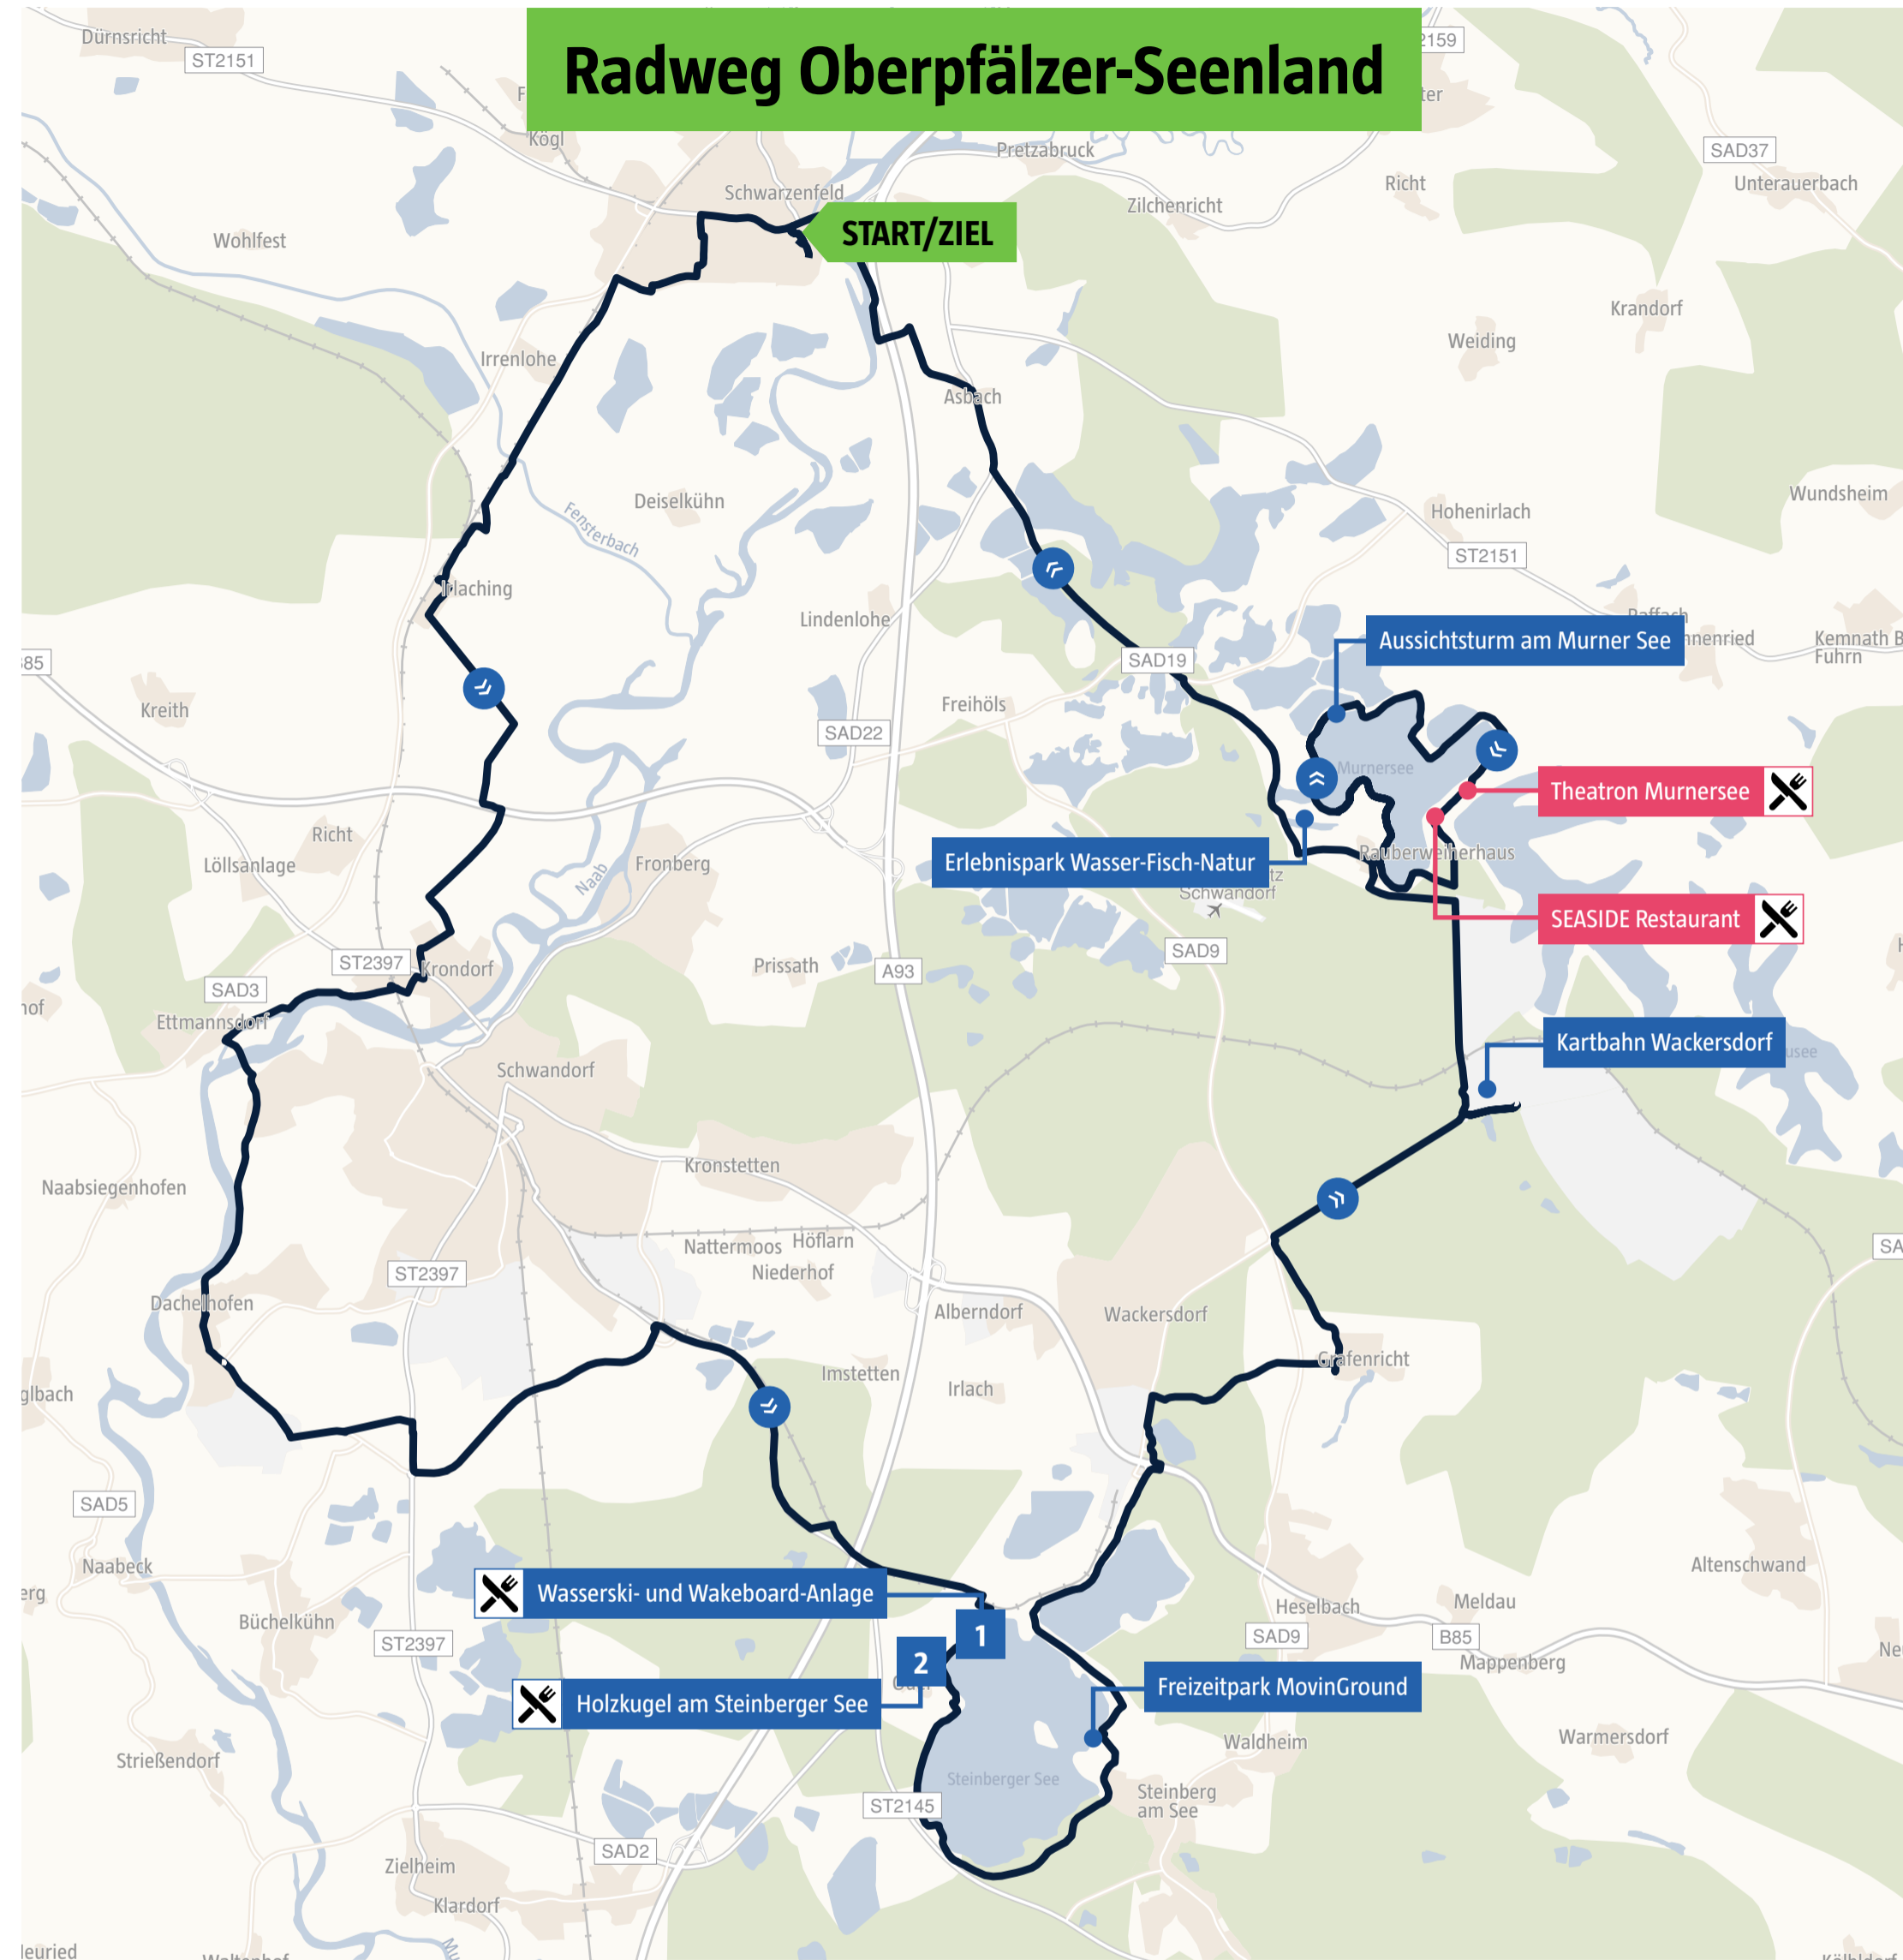 Radweg Oberpfälzer-Seenland
Dürnsricht
ST2151
Kögl
Pretzabruck
SAD37
Unterauerbach
Richt
Schwarzenfeld
Zilchenricht
START/ZIEL
Wohlfest
Krandorf
Weiding
Irrenlohe
Asbach
Deiselkühn
Wundsheim
Hohenirlach
Fensterbach
ST2151
Irlaching
Lindenlohe
Aussichtsturm am Murner See
Kemnath B
Fuhrn
SAD19
Kreith
Freihöls
SAD22
Murnersee
Theatron Murnersee
Richt
Löllsanlage
Fronberg
Naab
Erlebnispark Wasser-Fisch-Natur
Rauberweiherhaus
Schwandorf
SEASIDE Restaurant
SAD9
ST2397
Krondorf
Prissath
A93
SAD3
Ettmannsdorf
Kartbahn Wackersdorf
Schwandorf
Kronstetten
Naabsiegenhofen
Nattermoos
Höflarn
Niederhof
ST2397
Dachelhofen
Alberndorf
Wackersdorf
Grafenricht
Imstetten
Irlach
SAD5
Naabeck
Altenschwand
Wasserski- und Wakeboard-Anlage
1
Meldau
Heselbach
Büchelkühn
ST2397
SAD9
B85
Mappenberg
2
Holzkugel am Steinberger See
Freizeitpark MovinGround
Strießendorf
Waldheim
Warmersdorf
Steinberger See
Steinberg
am See
ST2145
SAD2
Zielheim
Klardorf